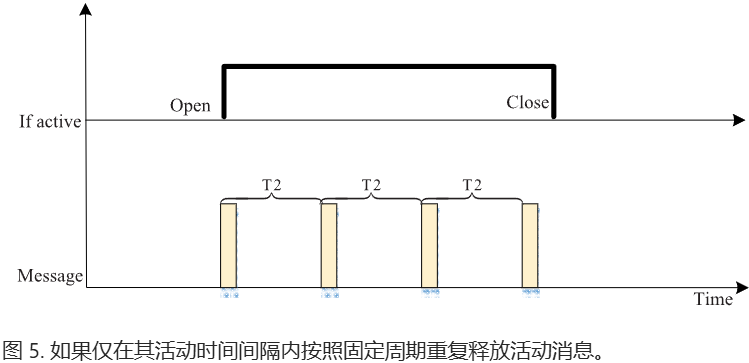 Open
Close
If active
T2 T2 T2
Message
Time
图 5. 如果仅在其活动时间间隔内按照固定周期重复释放活动消息。